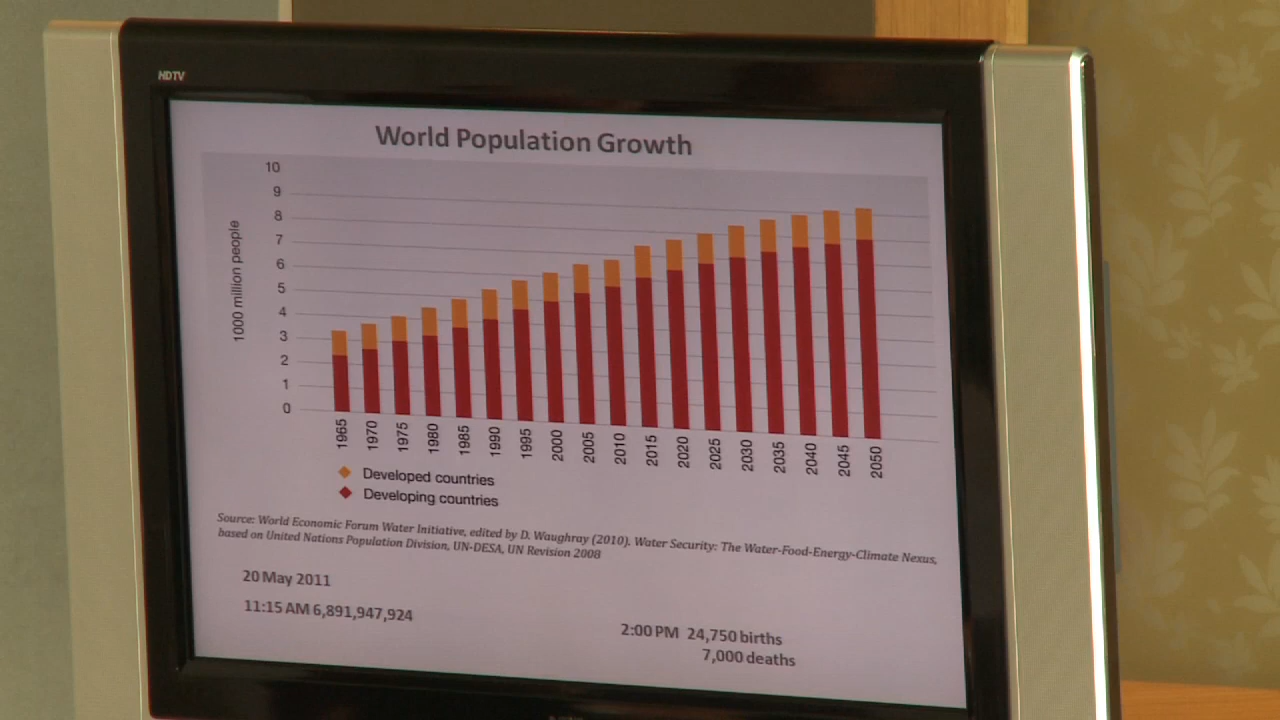 HDTV
World Population Growth
1000 million people
10
9
8
7
6
5
4
3
2
1
0
1965 1970 1975 1980 1985 1990 1995 2000 2005 2010 2015 2020 2025 2030 2035 2040 2045 2050
Developed countries
Developing countries
Source: World Economic Forum Water Initiative, edited by D. Waughray (2010). Water Security: The Water-Food-Energy-Climate Nexus,
based on United Nations Population Division, UN-DESA, UN Revision 2008
20 May 2011
11:15 AM 6,891,947,924
2:00 PM 24,750 births
7,000 deaths